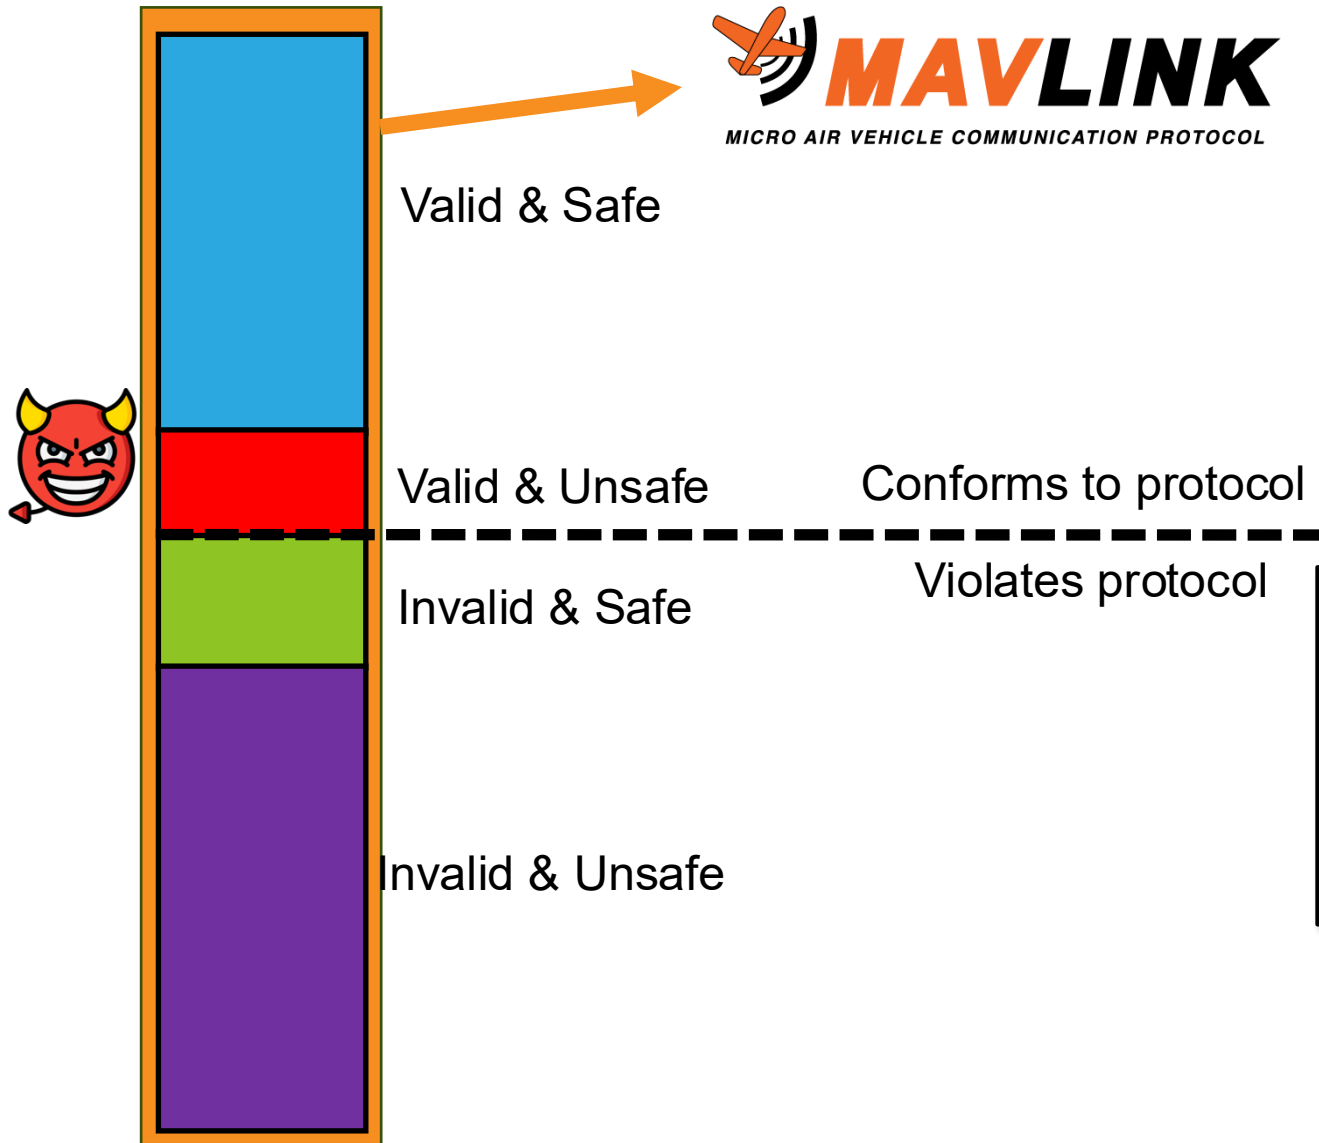 MAVLINK
MICRO AIR VEHICLE COMMUNICATION PROTOCOL
Valid & Safe
Valid & Unsafe
Conforms to protocol
Violates protocol
Invalid & Safe
Invalid & Unsafe